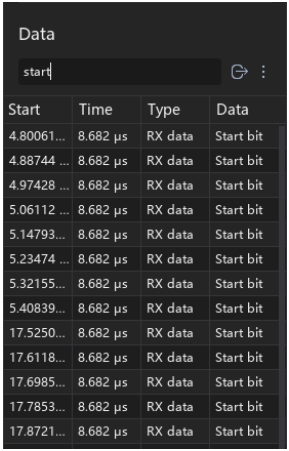 Data
start
Start Time Type Data
4.80061... 8.682 µs RX data Start bit
4.88744 ... 8.682 µs RX data Start bit
4.97428 ... 8.682 µs RX data Start bit
5.06112 ... 8.682 µs RX data Start bit
5.14793... 8.682 µs RX data Start bit
5.23474 ... 8.682 µs RX data Start bit
5.32155... 8.682 µs RX data Start bit
5.40839... 8.682 µs RX data Start bit
17.5250... 8.682 µs RX data Start bit
17.6118... 8.682 µs RX data Start bit
17.6985... 8.682 µs RX data Start bit
17.7853... 8.682 µs RX data Start bit
17.8721... 8.682 µs RX data Start bit